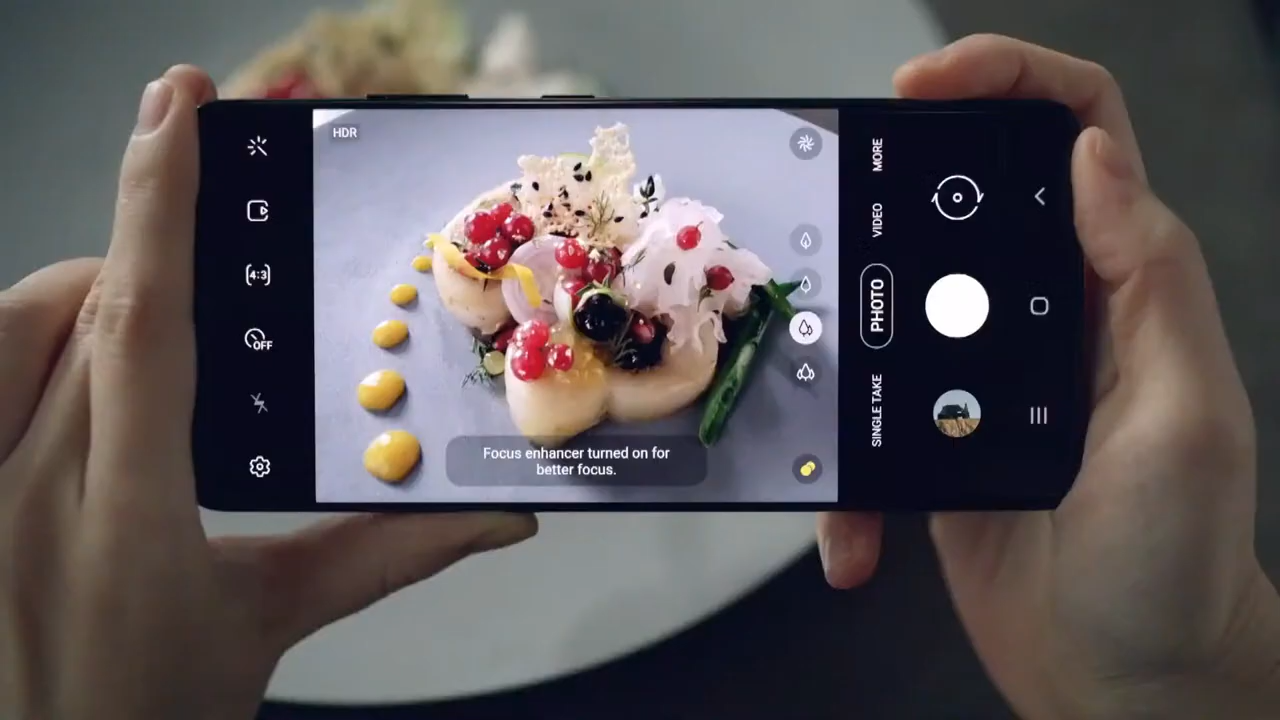 HDR
[4:3]
OFF
Focus enhancer turned on for
better focus.
MORE
VIDEO
PHOTO
SINGLE TAKE